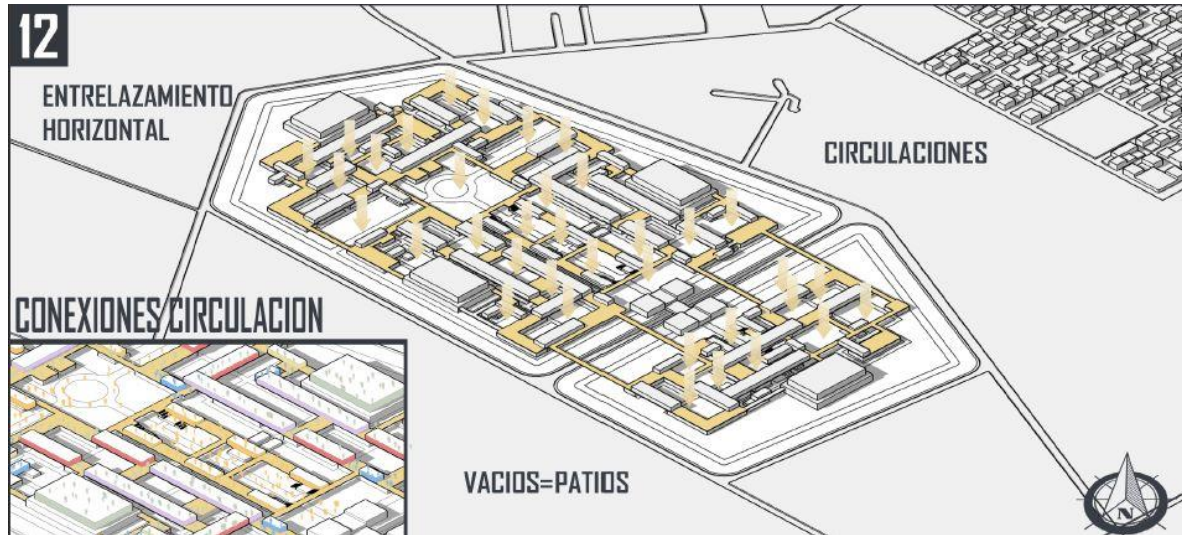 12
ENTRELAZAMIENTO
HORIZONTAL
CIRCULACIONES
CONEXIONES CIRCULACION
VACIOS=PATIOS
N